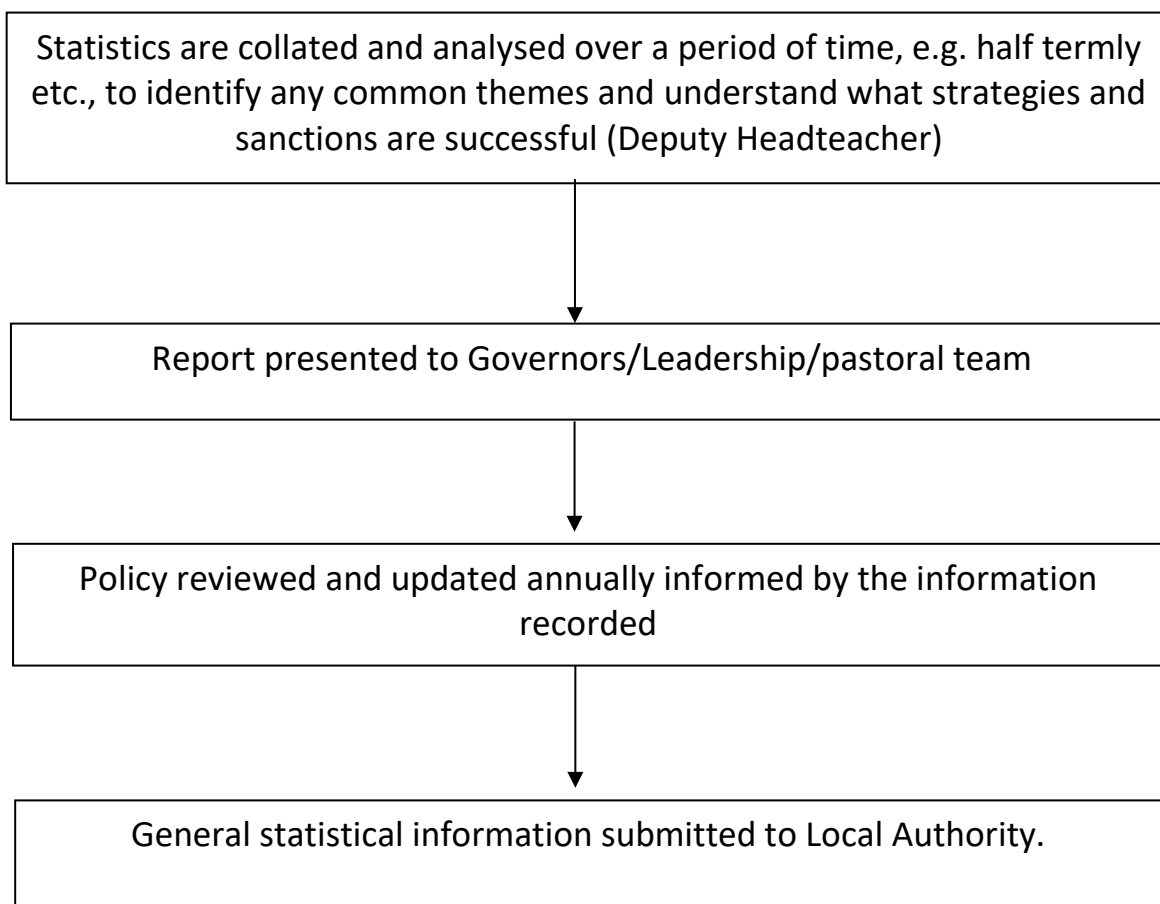 Statistics are collated and analysed over a period of time, e.g. half termly
etc., to identify any common themes and understand what strategies and
sanctions are successful (Deputy Headteacher)
Report presented to Governors/Leadership/pastoral team
Policy reviewed and updated annually informed by the information
recorded
General statistical information submitted to Local Authority.